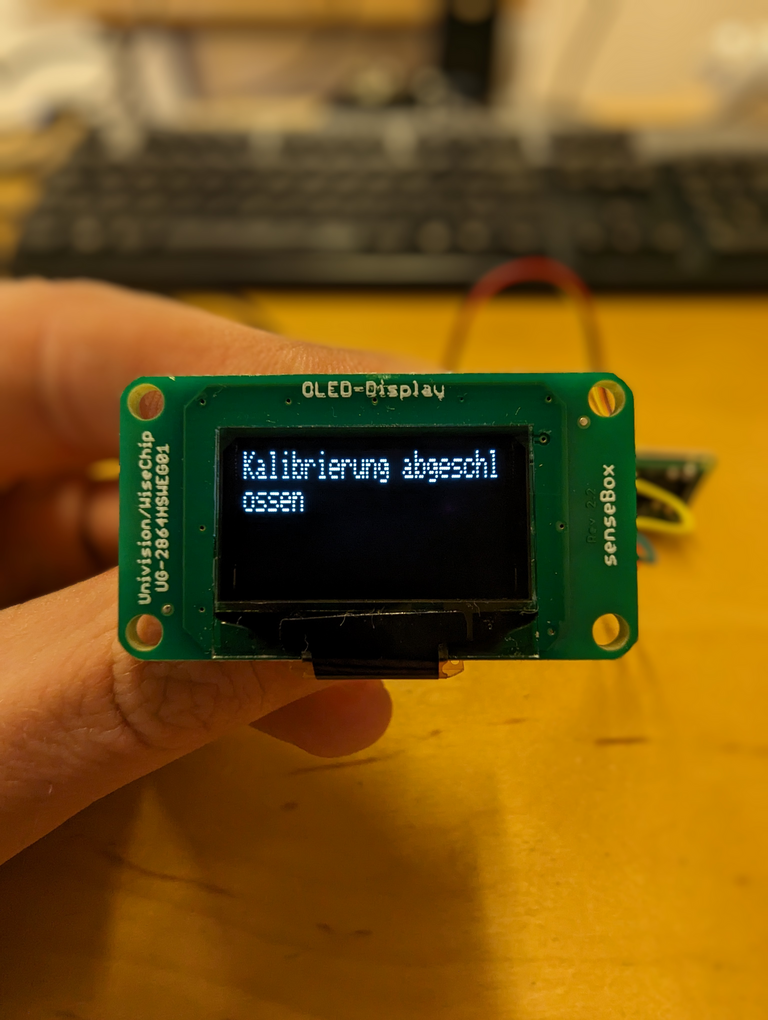 OLED-Display
Kalibrierung abgeschl
ossen
Univision/WiseChip
UG-2864HSWEG01
senseBox